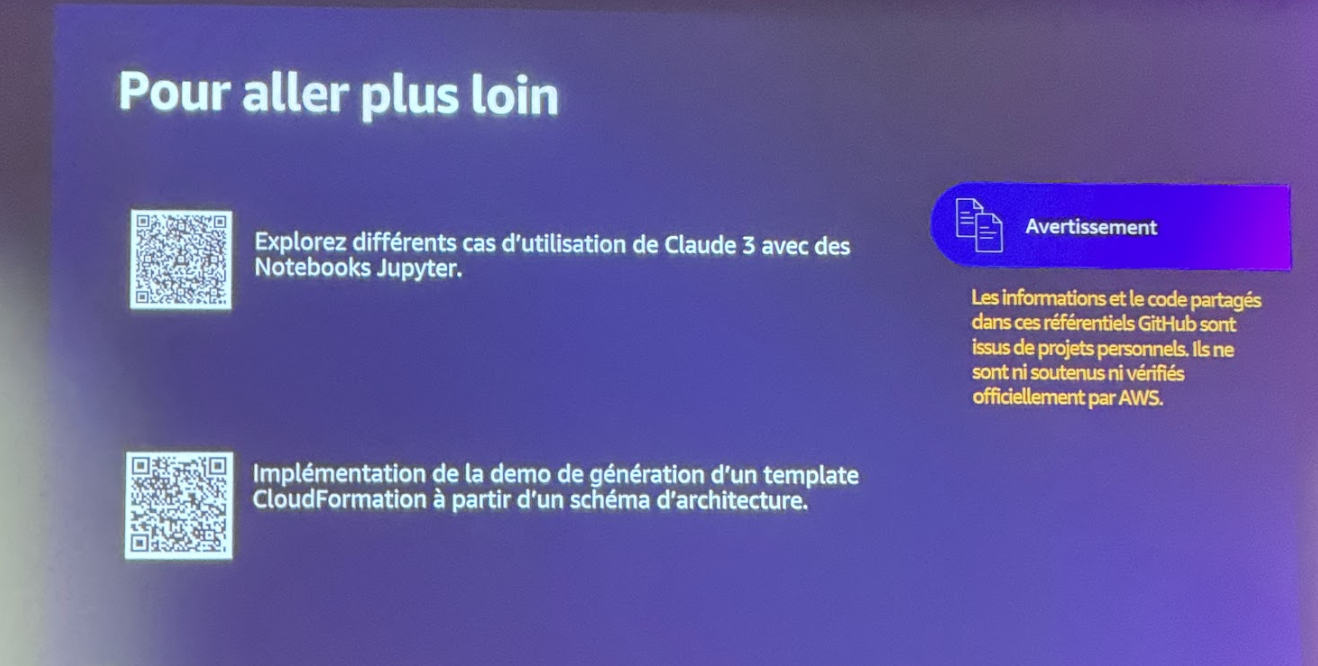 Pour aller plus loin
Explorez différents cas d'utilisation de Claude 3 avec des
Notebooks Jupyter.
Avertissement
Les informations et le code partagés
dans ces référentiels GitHub sont
issus de projets personnels. Ils ne
sont ni soutenus ni vérifiés
officiellement par AWS.
Implémentation de la demo de génération d'un template
CloudFormation à partir d'un schéma d'architecture.